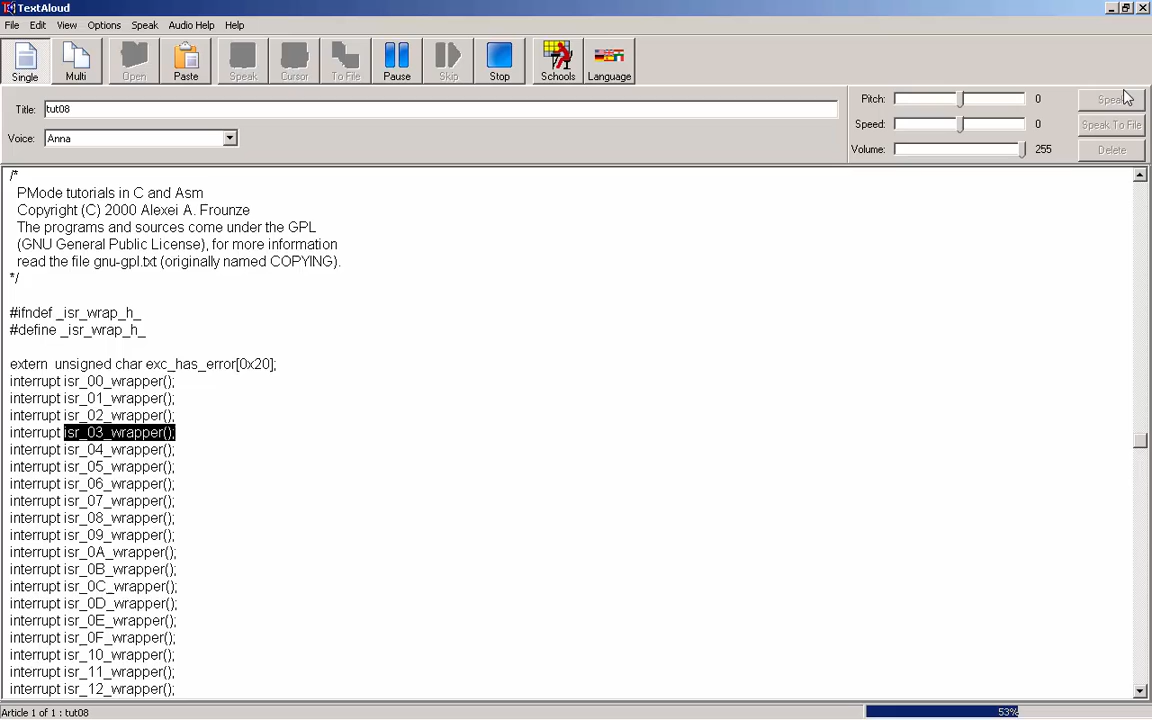 TextAloud
File Edit View Options Speak Audio Help Help
Single Multi Open Paste Speak Cursor To File Pause Skip Stop Schools Language
Title: tut08
Voice: Anna
Pitch: 0 Speak
Speed: 0 Speak To File
Volume: 255 Delete
/*
PMode tutorials in C and Asm
Copyright (C) 2000 Alexei A. Frounze
The programs and sources come under the GPL
(GNU General Public License), for more information
read the file gnu-gpl.txt (originally named COPYING).
*/
#ifndef _isr_wrap_h_
#define _isr_wrap_h_
extern unsigned char exc_has_error[0x20];
interrupt isr_00_wrapper();
interrupt isr_01_wrapper();
interrupt isr_02_wrapper();
interrupt isr_03_wrapper();
interrupt isr_04_wrapper();
interrupt isr_05_wrapper();
interrupt isr_06_wrapper();
interrupt isr_07_wrapper();
interrupt isr_08_wrapper();
interrupt isr_09_wrapper();
interrupt isr_0A_wrapper();
interrupt isr_0B_wrapper();
interrupt isr_0C_wrapper();
interrupt isr_0D_wrapper();
interrupt isr_0E_wrapper();
interrupt isr_0F_wrapper();
interrupt isr_10_wrapper();
interrupt isr_11_wrapper();
interrupt isr_12_wrapper();
Article 1 of 1 : tut08 53%